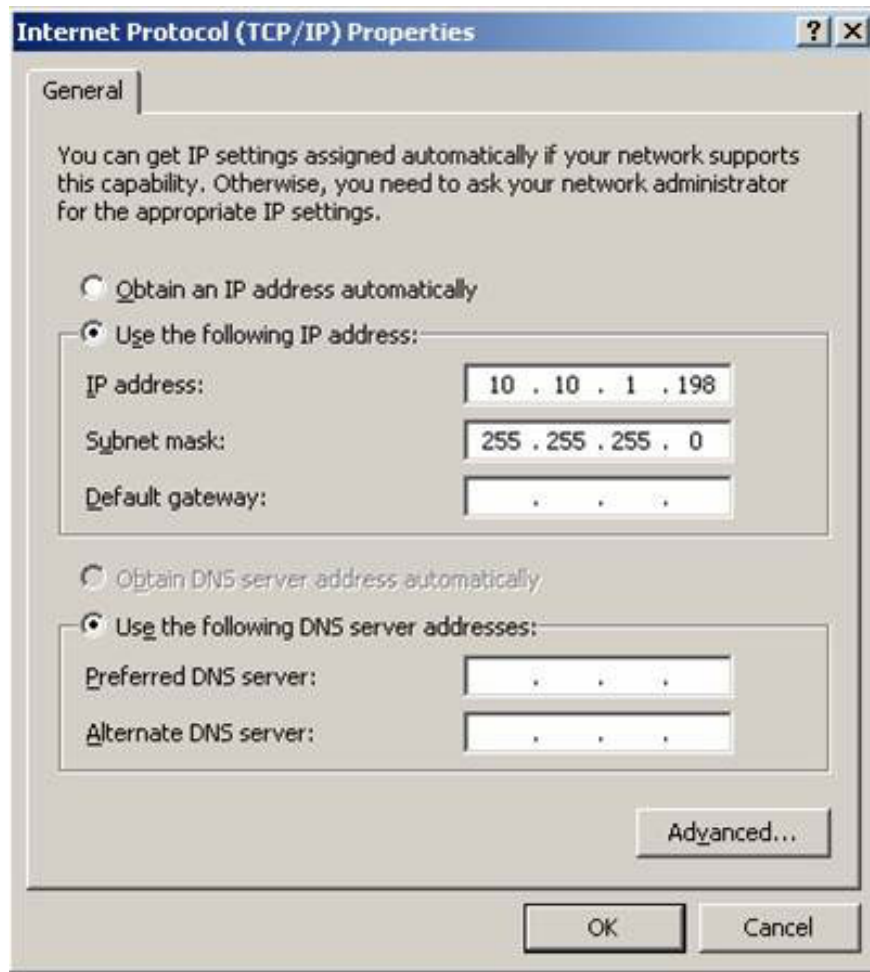 Internet Protocol (TCP/IP) Properties
General
You can get IP settings assigned automatically if your network supports
this capability. Otherwise, you need to ask your network administrator
for the appropriate IP settings.
Obtain an IP address automatically
Use the following IP address:
IP address: 10 . 10 . 1 . 198
Subnet mask: 255 . 255 . 255 . 0
Default gateway: . . .
Obtain DNS server address automatically
Use the following DNS server addresses:
Preferred DNS server: . . .
Alternate DNS server: . . .
Advanced...
OK Cancel